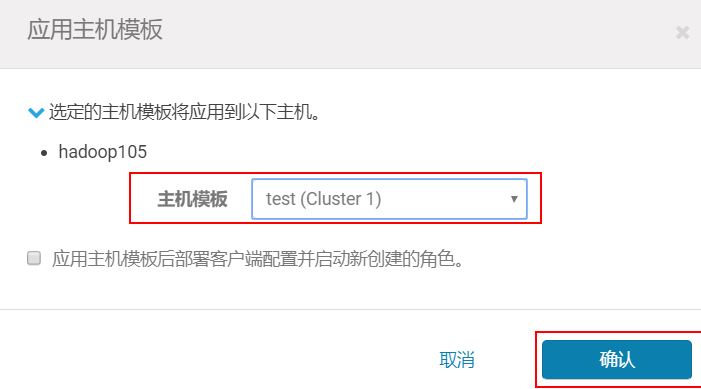 应用主机模板
选定的主机模板将应用到以下主机。
hadoop105
主机模板 test (Cluster 1)
应用主机模板后部署客户端配置并启动新创建的角色。
取消 确认